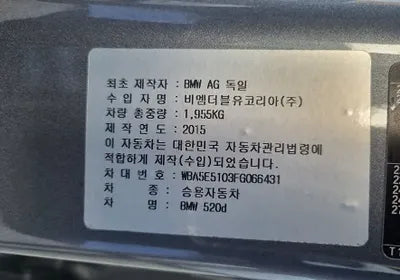 최초 제작자 : BMW AG 독일
수 입 자 명 : 비엠더블유코리아(주)
차량 총중량 : 1,955KG
제 작 연 도 : 2015
이 자동차는 대한민국 자동차관리법령에
적합하게 제작(수입)되었습니다.
차 대 번 호 : WBA5E5103FG066431
차 종 : 승용자동차
차 명 : BMW 520d